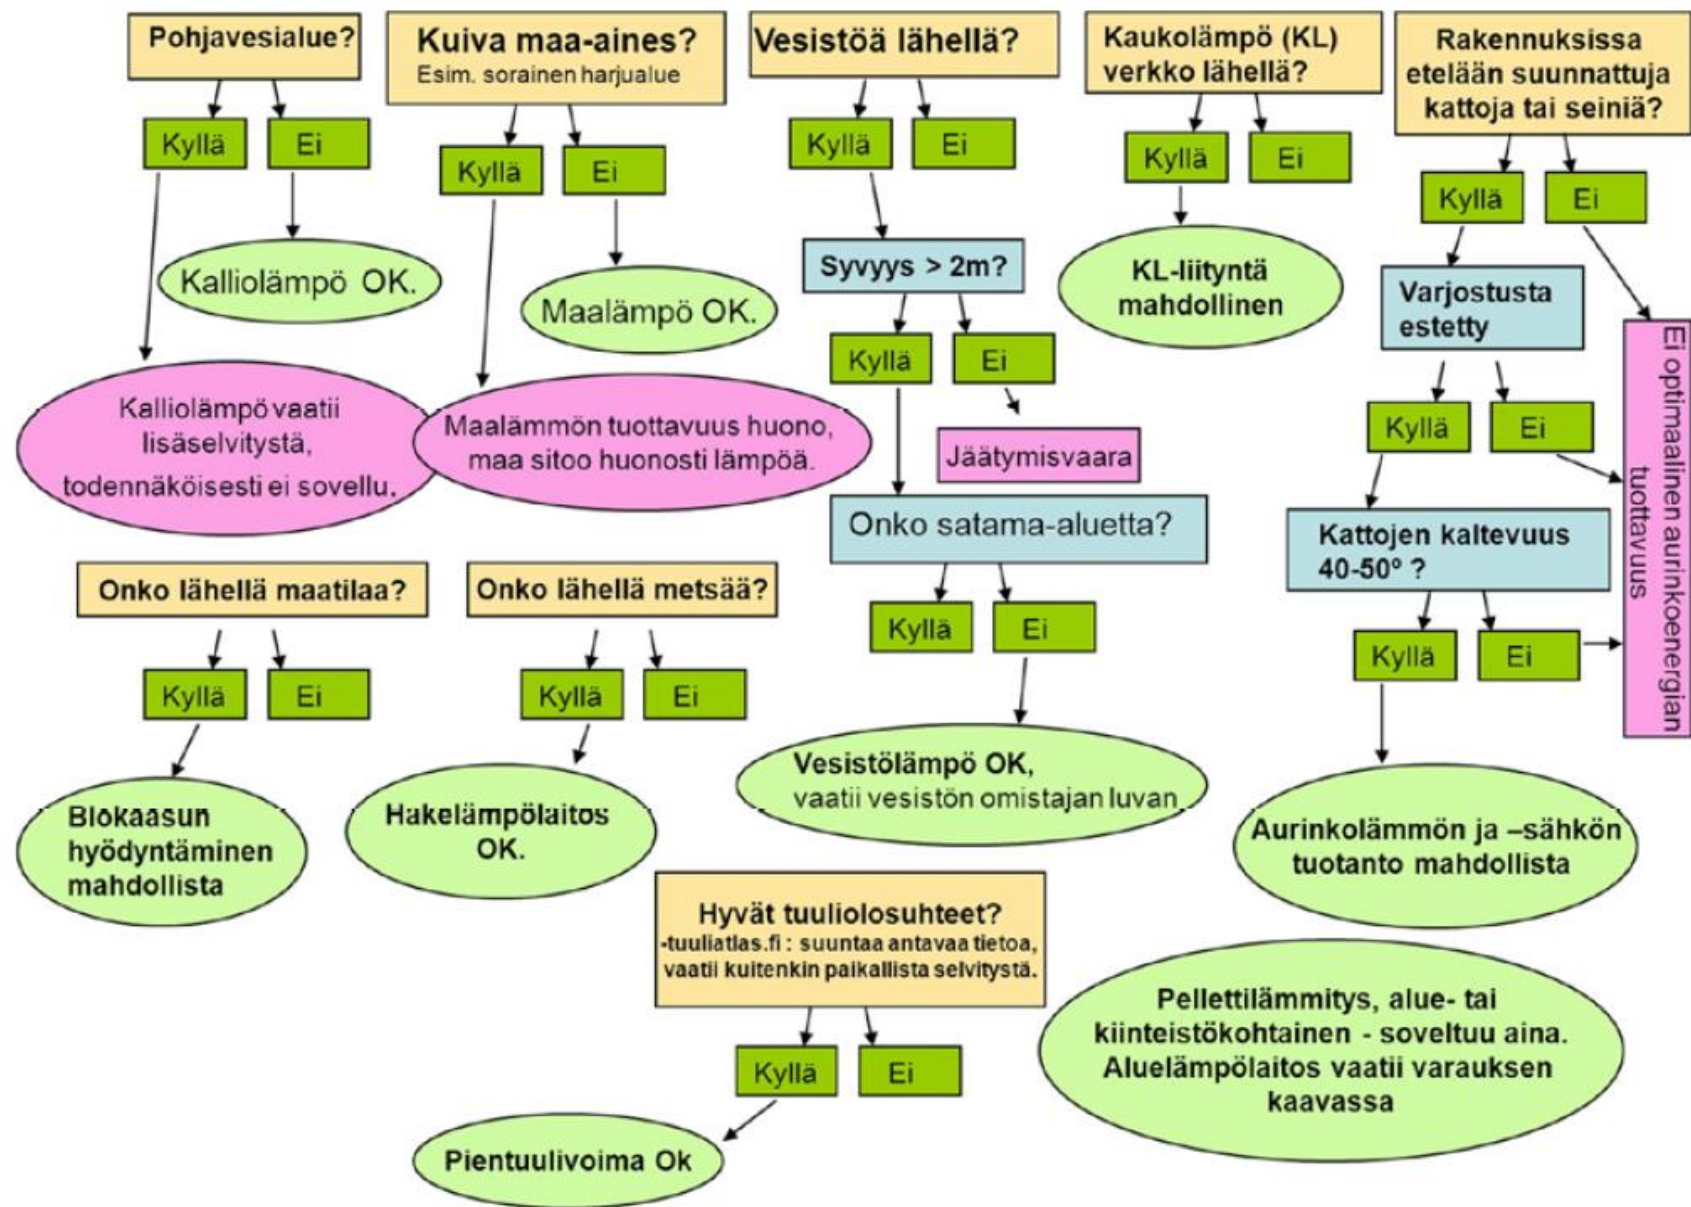 Pohjavesialue?
Kyllä
Ei
Kalliolämpö OK.
Kalliolämpö vaatii
lisäselvitystä,
todennäköisesti ei sovellu.
Kuiva maa-aines?
Esim. sorainen harjualue
Kyllä
Ei
Maalämpö OK.
Maalämmön tuottavuus huono,
maa sitoo huonosti lämpöä.
Vesistöä lähellä?
Kyllä
Ei
Syvyys > 2m?
Kyllä
Ei
Jäätymisvaara
Onko satama-aluetta?
Kyllä
Ei
Vesistölämpö OK,
vaatii vesistön omistajan luvan
Kaukolämpö (KL)
verkko lähellä?
Kyllä
Ei
KL-liityntä
mahdollinen
Rakennuksissa
etelään suunnattuja
kattoja tai seiniä?
Kyllä
Ei
Varjostusta
estetty
Kyllä
Ei
Kattojen kaltevuus
40-50º ?
Kyllä
Ei
Ei optimaalinen aurinkoenergian
tuottavuus
Aurinkolämmön ja –sähkön
tuotanto mahdollista
Onko lähellä maatilaa?
Kyllä
Ei
Biokaasun
hyödyntäminen
mahdollista
Onko lähellä metsää?
Kyllä
Ei
Hakelämpölaitos
OK.
Hyvät tuuliolosuhteet?
-tuuliatlas.fi : suuntaa antavaa tietoa,
vaatii kuitenkin paikallista selvitystä.
Kyllä
Ei
Pientuulivoima Ok
Pellettilämmitys, alue- tai
kiinteistökohtainen - soveltuu aina.
Aluelämpölaitos vaatii varauksen
kaavassa